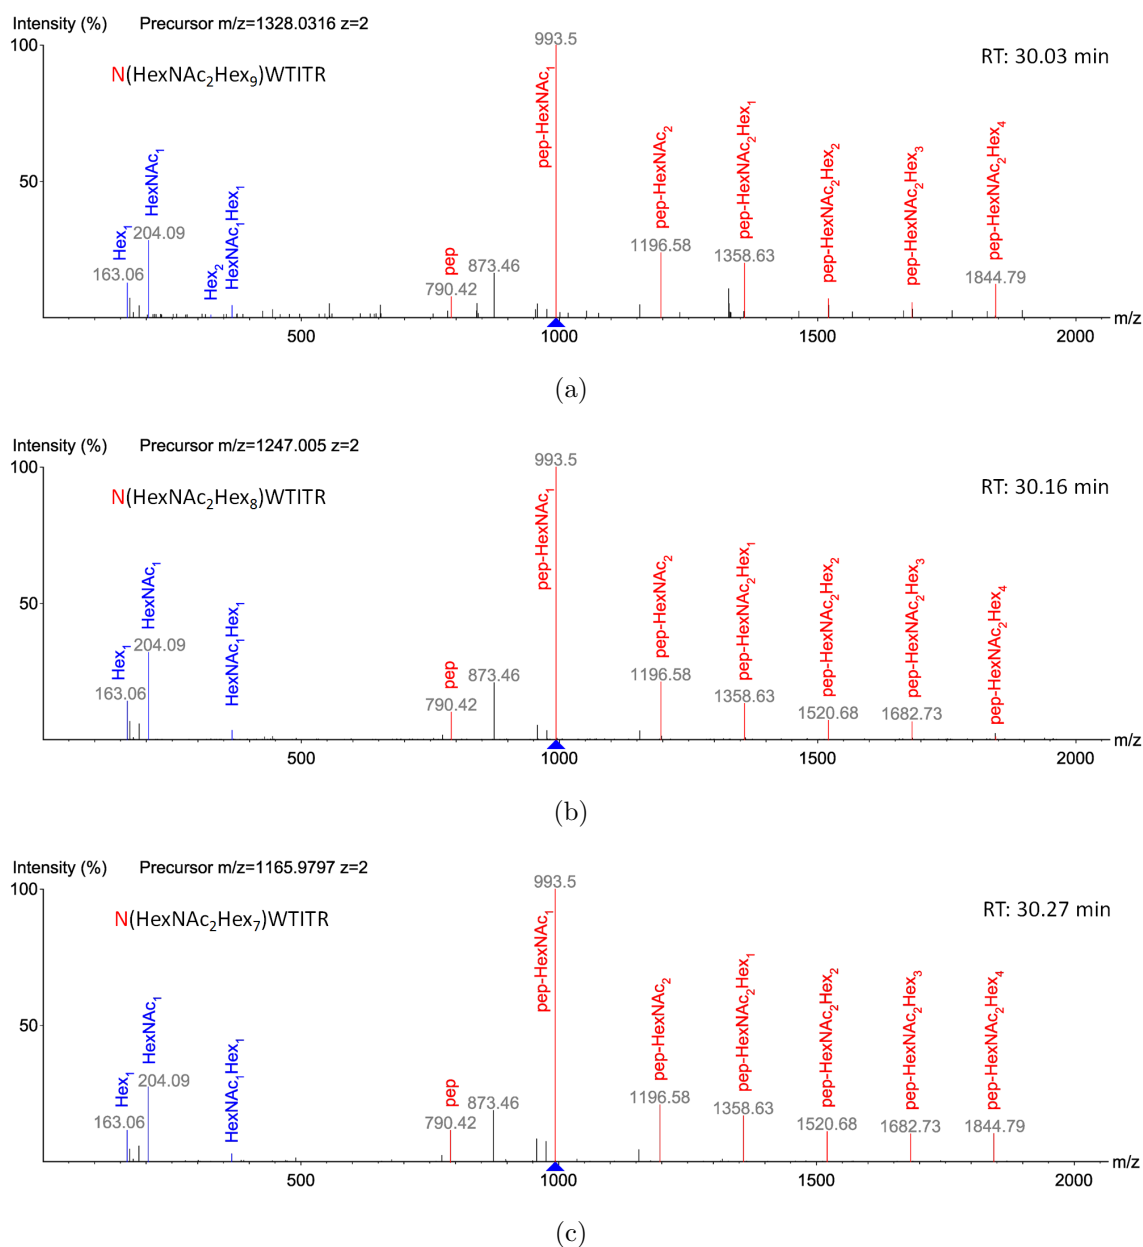 Intensity (%) Precursor m/z=1328.0316 z=2
RT: 30.03 min
N(HexNAc₂Hex₉)WTITR
100
50
Hex₁
163.06
HexNAc₁
204.09
Hex₂
HexNAc₁Hex₁
pep
790.42
873.46
993.5
pep-HexNAc₁
pep-HexNAc₂
1196.58
pep-HexNAc₂Hex₁
1358.63
pep-HexNAc₂Hex₂
pep-HexNAc₂Hex₃
pep-HexNAc₂Hex₄
1844.79
500 1000 1500 2000 m/z
(a)
Intensity (%) Precursor m/z=1247.005 z=2
RT: 30.16 min
N(HexNAc₂Hex₈)WTITR
100
50
Hex₁
163.06
HexNAc₁
204.09
HexNAc₁Hex₁
pep
790.42
873.46
993.5
pep-HexNAc₁
pep-HexNAc₂
1196.58
pep-HexNAc₂Hex₁
1358.63
pep-HexNAc₂Hex₂
1520.68
pep-HexNAc₂Hex₃
1682.73
pep-HexNAc₂Hex₄
500 1000 1500 2000 m/z
(b)
Intensity (%) Precursor m/z=1165.9797 z=2
RT: 30.27 min
N(HexNAc₂Hex₇)WTITR
100
50
Hex₁
163.06
HexNAc₁
204.09
HexNAc₁Hex₁
pep
790.42
873.46
993.5
pep-HexNAc₁
pep-HexNAc₂
1196.58
pep-HexNAc₂Hex₁
1358.63
pep-HexNAc₂Hex₂
1520.68
pep-HexNAc₂Hex₃
1682.73
pep-HexNAc₂Hex₄
1844.79
500 1000 1500 2000 m/z
(c)